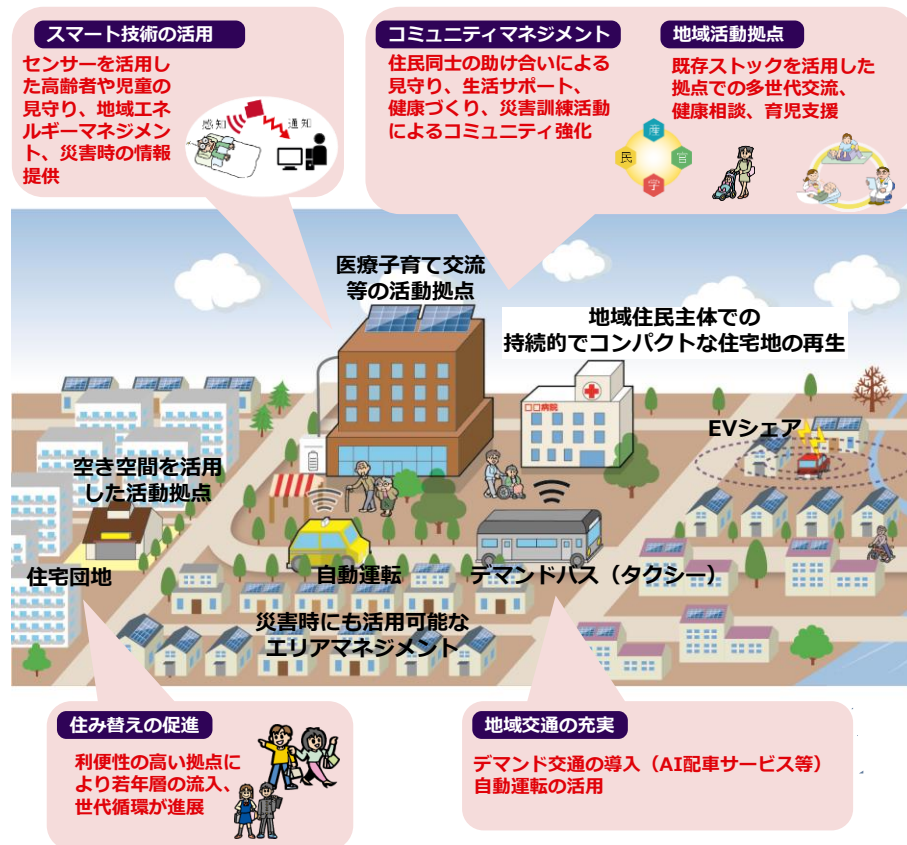 スマート技術の活用
センサーを活用し
た高齢者や児童の
見守り、地域エネ
ルギーマネジメン
ト、災害時の情報
提供
感知
通知
コミュニティマネジメント
住民同士の助け合いによる
見守り、生活サポート、
健康づくり、災害訓練活動
によるコミュニティ強化
地域活動拠点
既存ストックを活用した
拠点での多世代交流、
健康相談、育児支援
産
民
官
学
医療子育て交流
等の活動拠点
地域住民主体での
持続的でコンパクトな住宅地の再生
□□病院
EVシェア
空き空間を活用
した活動拠点
住宅団地
自動運転
デマンドバス（タクシー）
災害時にも活用可能な
エリアマネジメント
住み替えの促進
利便性の高い拠点に
より若年層の流入、
世代循環が進展
地域交通の充実
デマンド交通の導入（AI配車サービス等）
自動運転の活用